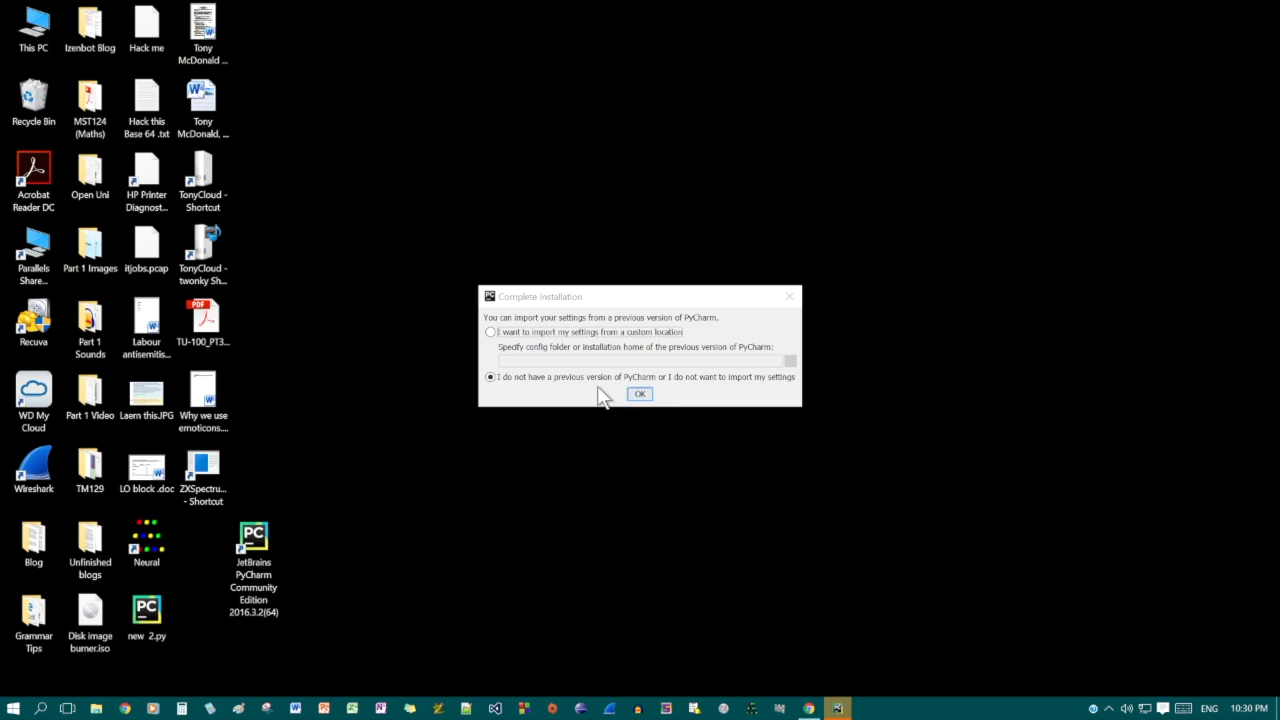 This PC
Izenbot Blog
Hack me
Tony
McDonald ...
Recycle Bin
MST124
(Maths)
Hack this
Base 64 .txt
Tony
McDonald, ...
Acrobat
Reader DC
Open Uni
HP Printer
Diagnost...
TonyCloud -
Shortcut
Parallels
Share...
Part 1 Images
itjobs.pcap
TonyCloud -
twonky Sh...
Recuva
Part 1
Sounds
Labour
antisemitis...
PDF
TU-100_PT3...
WD My
Cloud
Part 1 Video
Laern thisJPG
Why we use
emoticons....
Wireshark
TM129
LO block .doc
ZXSpectru...
- Shortcut
Blog
Unfinished
blogs
Neural
PC
JetBrains
PyCharm
Community
Edition
2016.3.2(64)
Grammar
Tips
Disk image
burner.iso
PC
new 2.py
Complete Installation
You can import your settings from a previous version of PyCharm.
I want to import my settings from a custom location
Specify config folder or installation home of the previous version of PyCharm:
I do not have a previous version of PyCharm or I do not want to import my settings
OK
ENG
10:30 PM